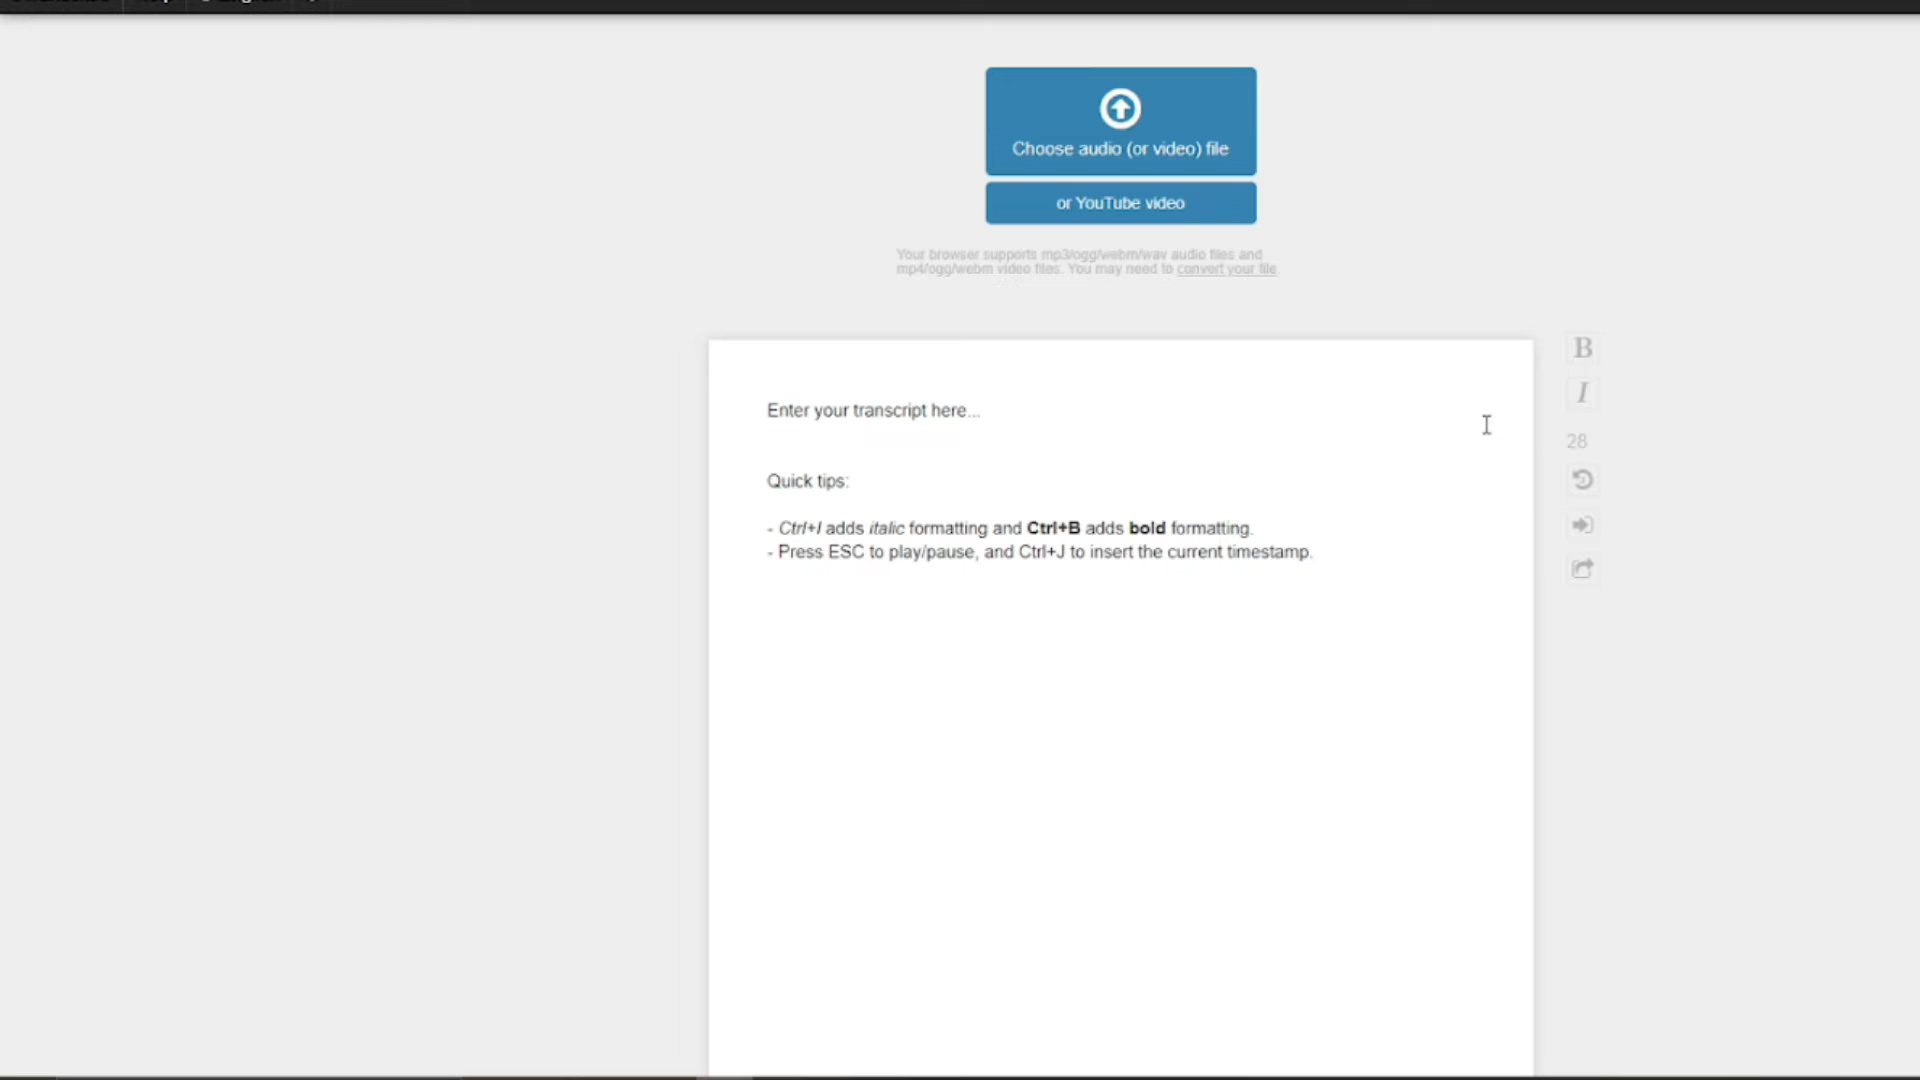 Choose audio (or video) file
or YouTube video
Your browser supports mp3/ogg/webm/wav audio files and
mp4/ogg/webm video files. You may need to convert your file.
B
I
Enter your transcript here...
28
Quick tips:
- Ctrl+I adds italic formatting and Ctrl+B adds bold formatting.
- Press ESC to play/pause, and Ctrl+J to insert the current timestamp.